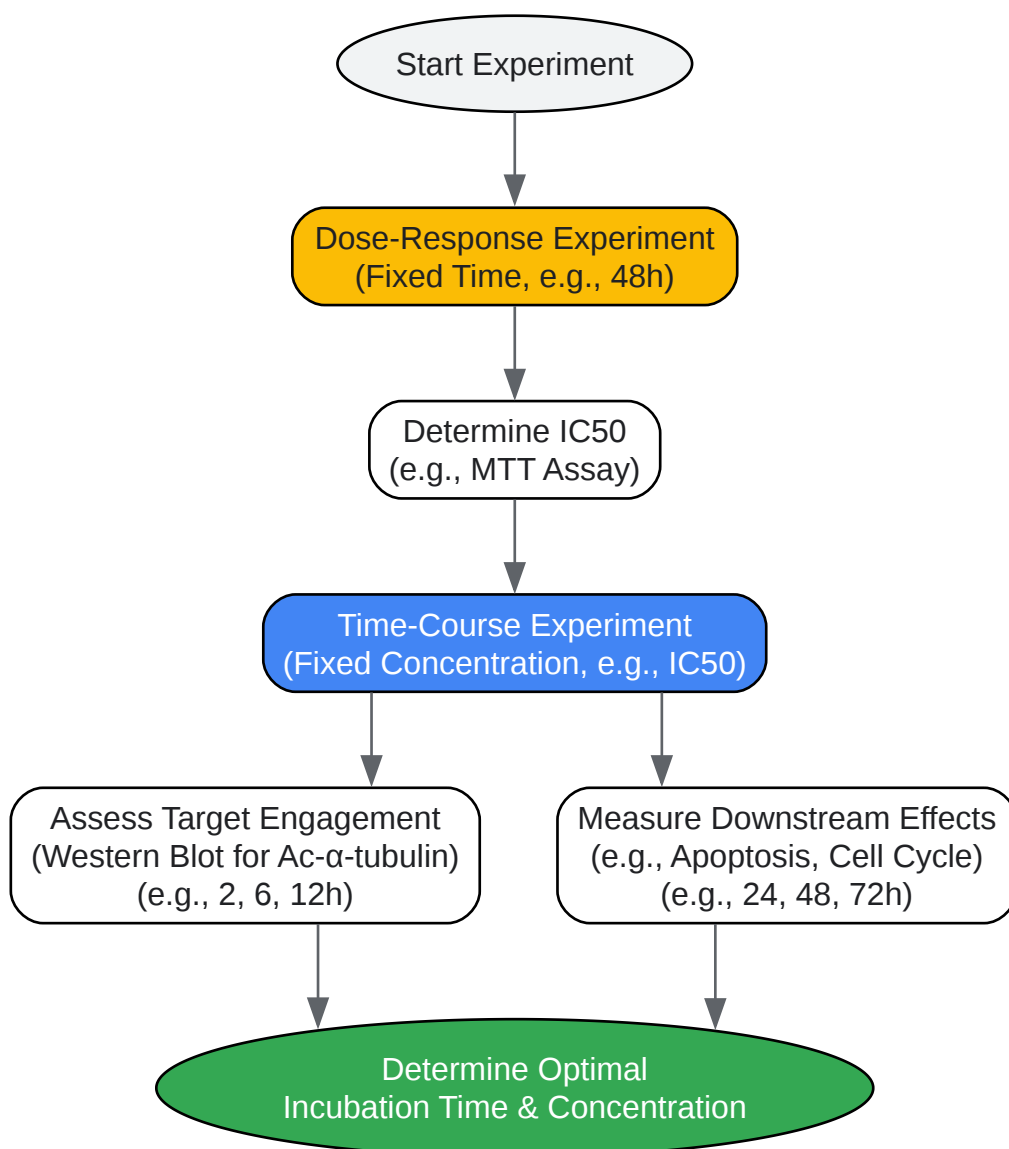 Start Experiment
Dose-Response Experiment
(Fixed Time, e.g., 48h)
Determine IC50
(e.g., MTT Assay)
Time-Course Experiment
(Fixed Concentration, e.g., IC50)
Assess Target Engagement
(Western Blot for Ac-α-tubulin)
(e.g., 2, 6, 12h)
Measure Downstream Effects
(e.g., Apoptosis, Cell Cycle)
(e.g., 24, 48, 72h)
Determine Optimal
Incubation Time & Concentration